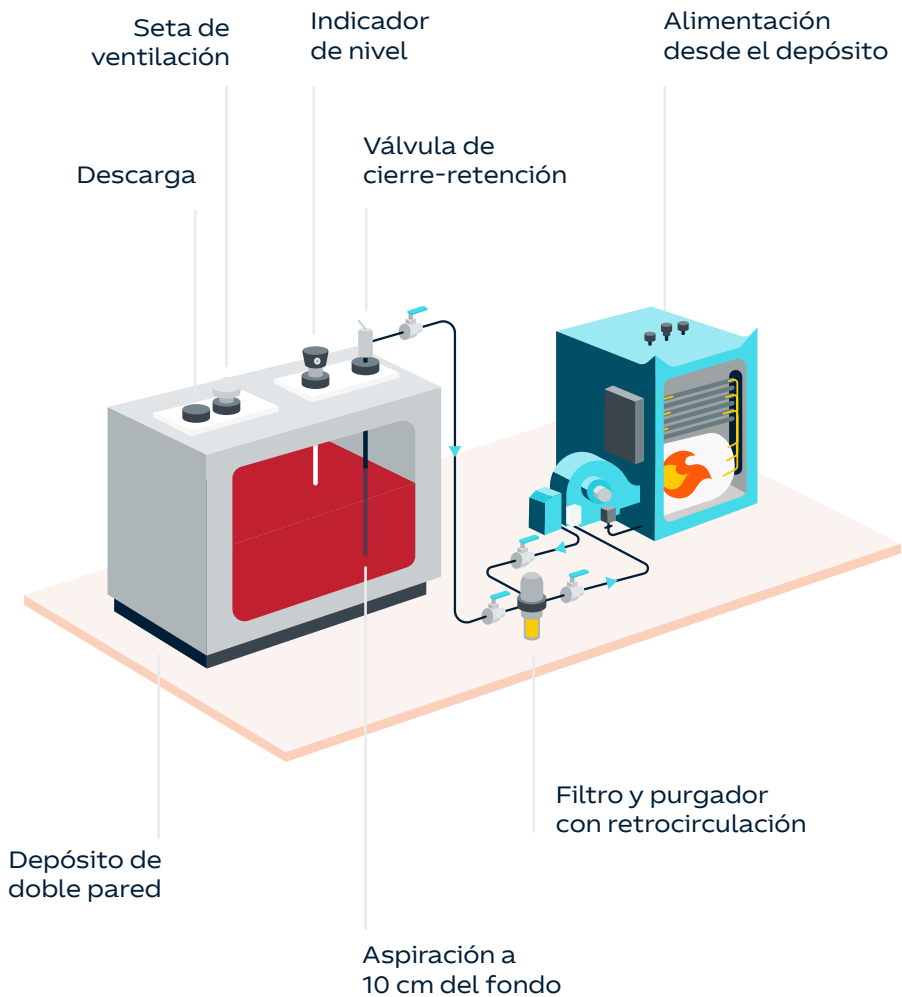 Seta de
ventilación
Indicador
de nivel
Alimentación
desde el depósito
Descarga
Válvula de
cierre-retención
Filtro y purgador
con retrocirculación
Depósito de
doble pared
Aspiración a
10 cm del fondo